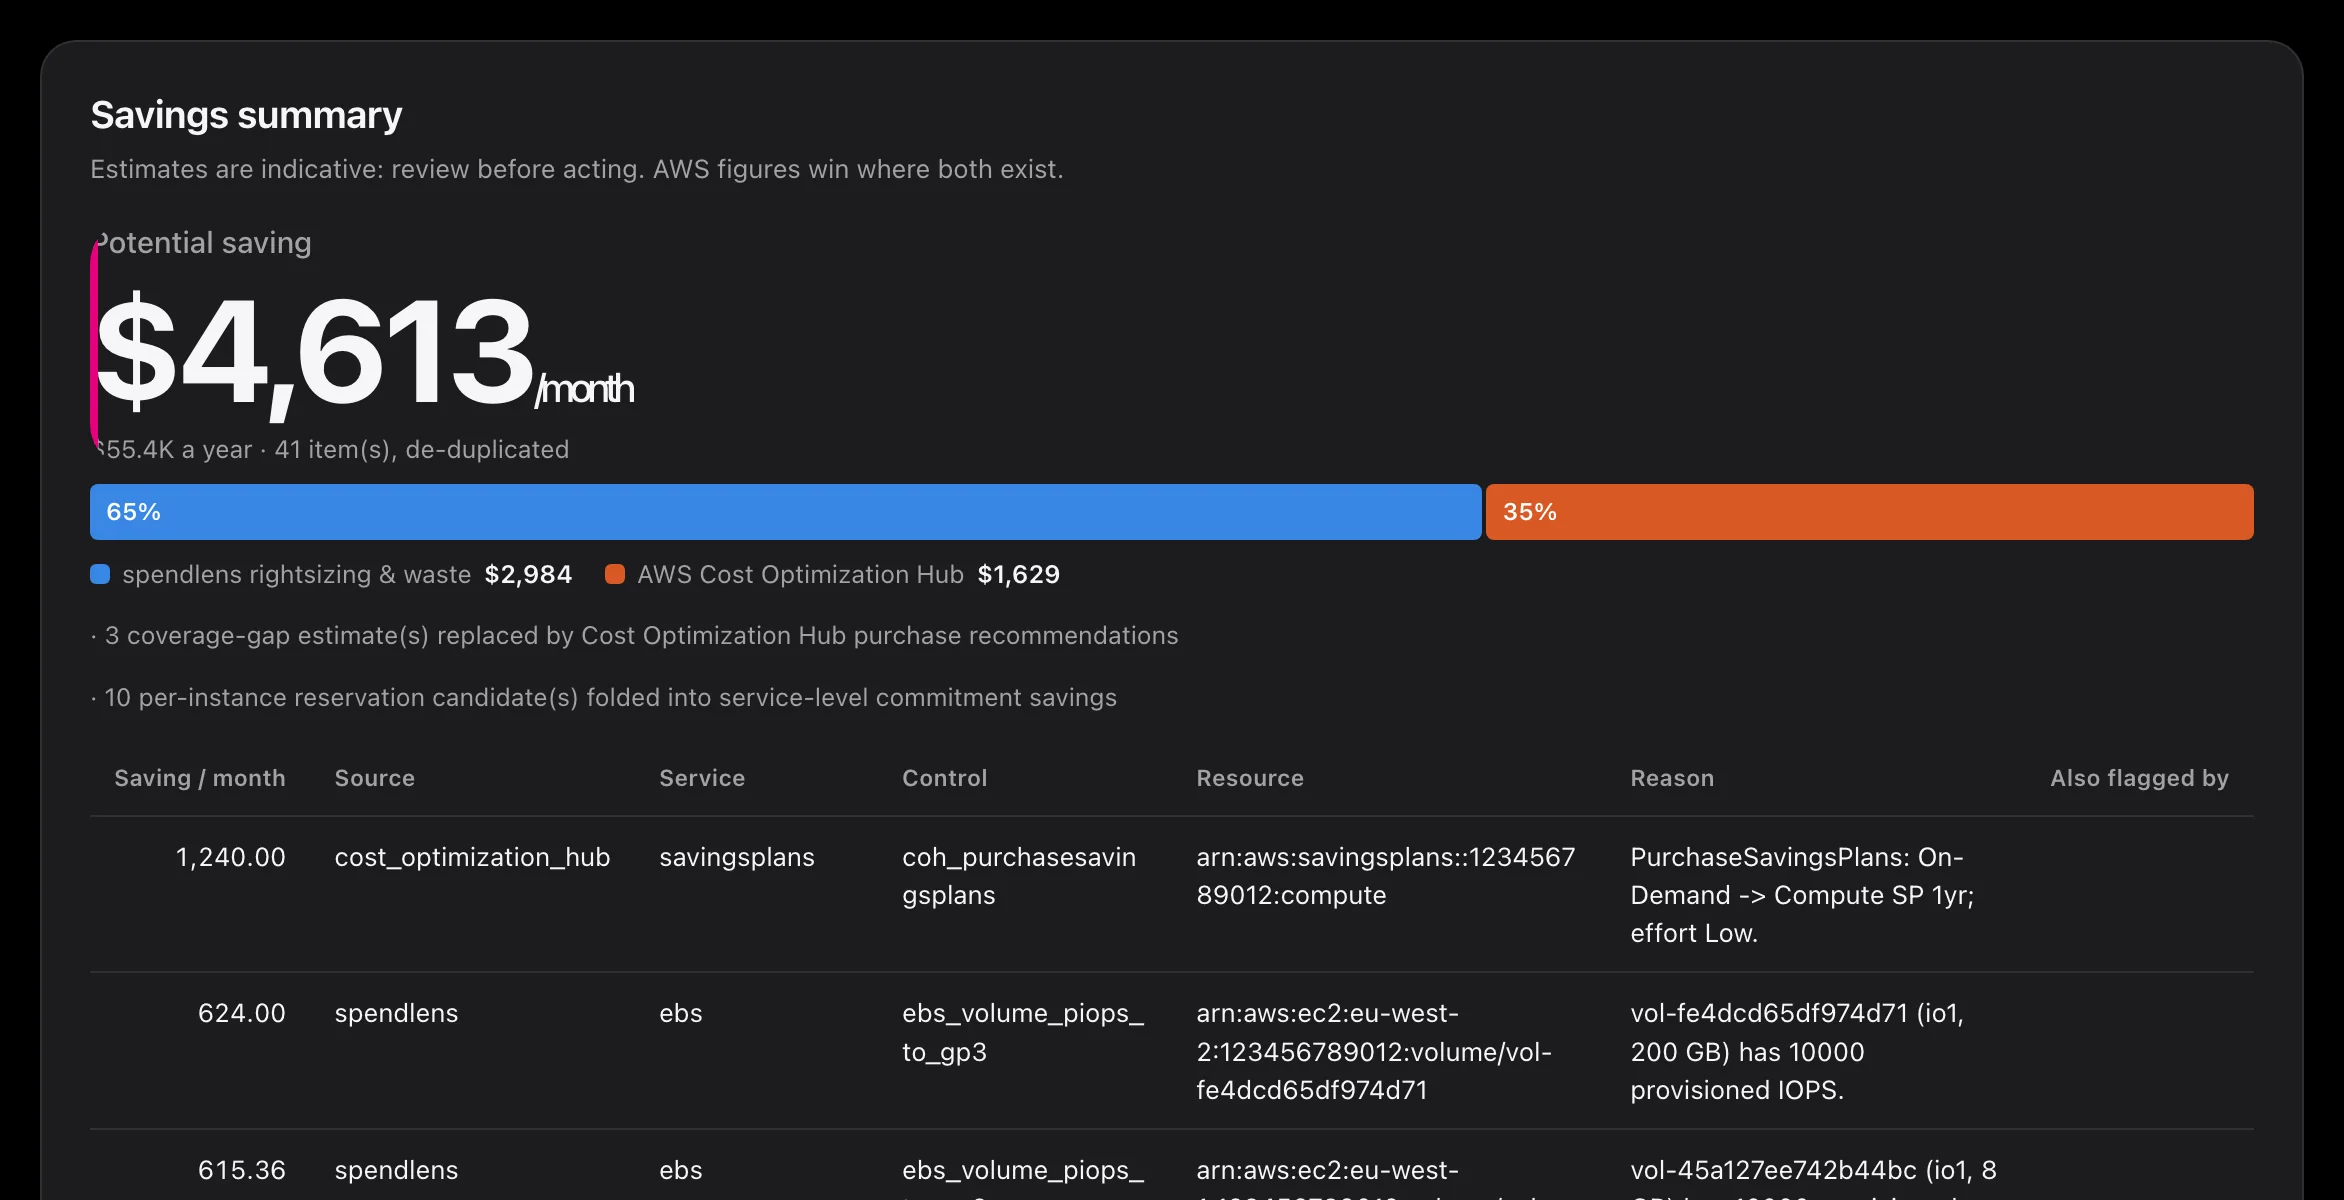 Savings summary
Estimates are indicative: review before acting. AWS figures win where both exist.
Potential saving
$4,613/month
$55.4K a year · 41 item(s), de-duplicated
65%
35%
spendlens rightsizing & waste $2,984 AWS Cost Optimization Hub $1,629
· 3 coverage-gap estimate(s) replaced by Cost Optimization Hub purchase recommendations
· 10 per-instance reservation candidate(s) folded into service-level commitment savings
Saving / month Source Service Control Resource Reason Also flagged by
1,240.00 cost_optimization_hub savingsplans coh_purchasesavin arn:aws:savingsplans::1234567 PurchaseSavingsPlans: On-
gsplans 89012:compute Demand -> Compute SP 1yr;
effort Low.
624.00 spendlens ebs ebs_volume_piops_ arn:aws:ec2:eu-west- vol-fe4dcd65df974d71 (io1,
to_gp3 2:123456789012:volume/vol- 200 GB) has 10000
fe4dcd65df974d71 provisioned IOPS.
615.36 spendlens ebs ebs_volume_piops_ arn:aws:ec2:eu-west- vol-45a127ee742b44bc (io1, 8